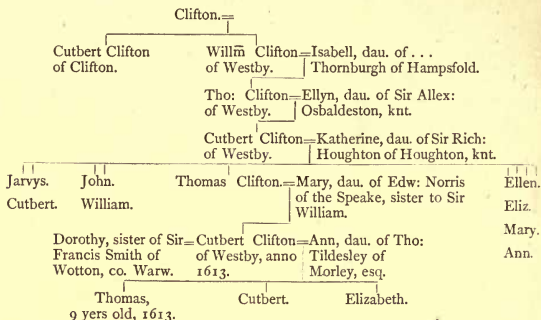 Clifton.=
Cutbert Clifton Willm̄ Clifton=Isabell, dau. of . . .
of Clifton. of Westby. Thornburgh of Hampsfold.
Tho: Clifton=Ellyn, dau. of Sir Allex:
of Westby. Osbaldeston, knt.
Cutbert Clifton=Katherine, dau. of Sir Rich:
of Westby. Houghton of Houghton, knt.
Jarvys. John. Thomas Clifton.=Mary, dau. of Edw: Norris Ellen.
Cutbert. William. of the Speake, sister to Sir Eliz.
William. Mary.
Dorothy, sister of Sir=Cutbert Clifton=Ann, dau. of Tho: Ann.
Francis Smith of of Westby, anno Tildesley of
Wotton, co. Warw. 1613. Morley, esq.
Thomas, Cutbert. Elizabeth.
9 yers old, 1613.